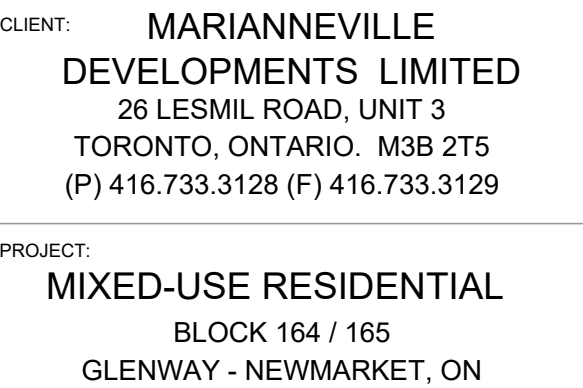 CLIENT: MARIANNEVILLE
DEVELOPMENTS LIMITED
26 LESMIL ROAD, UNIT 3
TORONTO, ONTARIO. M3B 2T5
(P) 416.733.3128 (F) 416.733.3129
PROJECT:
MIXED-USE RESIDENTIAL
BLOCK 164 / 165
GLENWAY - NEWMARKET, ON